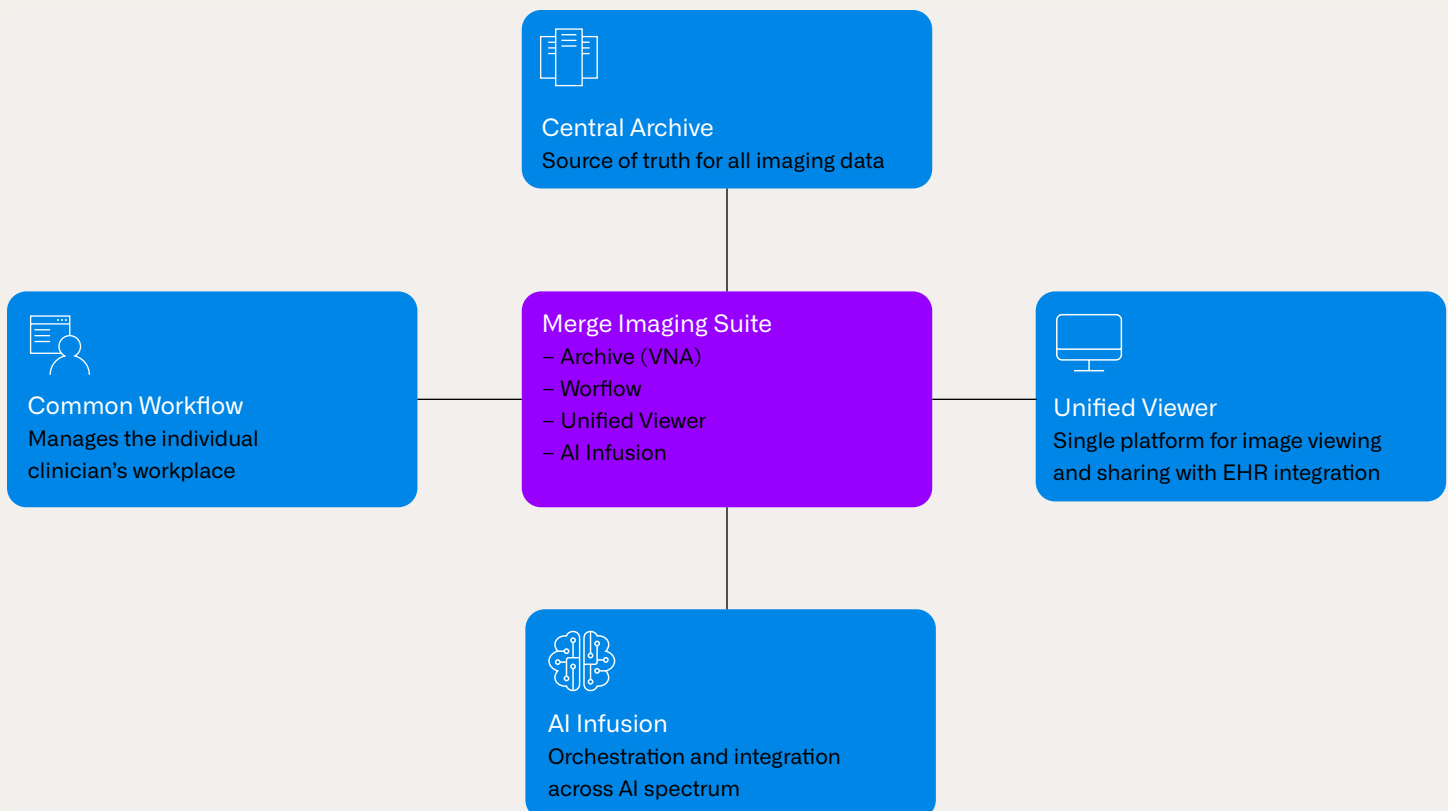 Central Archive
Source of truth for all imaging data
Common Workflow
Manages the individual
clinician’s workplace
Merge Imaging Suite
– Archive (VNA)
– Worflow
– Unified Viewer
– AI Infusion
Unified Viewer
Single platform for image viewing
and sharing with EHR integration
AI Infusion
Orchestration and integration
across AI spectrum